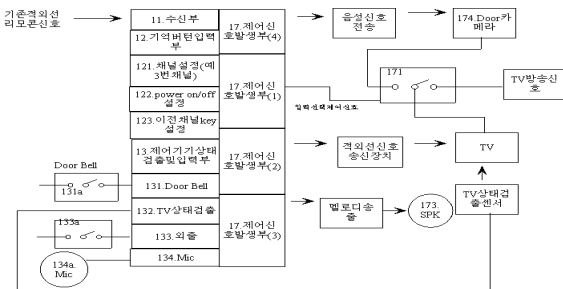 기존적외선
리모콘신호
11.수신부
12.기억버턴입력
부
121.채널설정(예
3번채널)
122.power on/off
설정
123.이전채널key
설정
13.제어기기상태
검출및입력부
131.Door Bell
132.TV상태검출
133.외출
134.Mic
17.제어신
호발생부(4)
17.제어신
호발생부(1)
17.제어신
호발생부(2)
17.제어신
호발생부(3)
음성신호
전송
174.Door카
메라
171
TV방송신
호
입력선택제어신호
적외선신호
송신장치
TV
멜로디송
출
173.
SPK
TV상태검
출센서
Door Bell
131a
133a
134a.
Mic